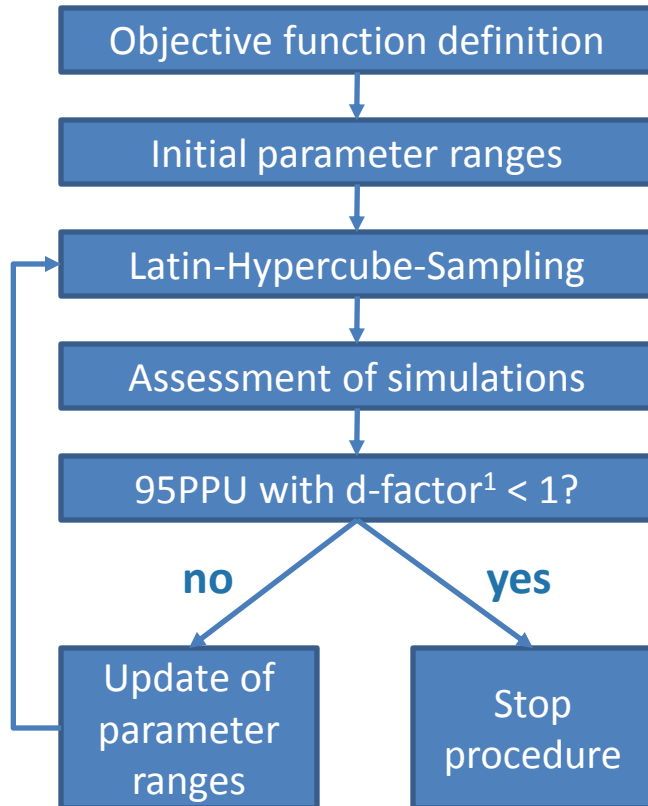 Objective function definition
Initial parameter ranges
Latin-Hypercube-Sampling
Assessment of simulations
95PPU with d-factor¹ < 1?
no
yes
Update of
parameter
ranges
Stop
procedure